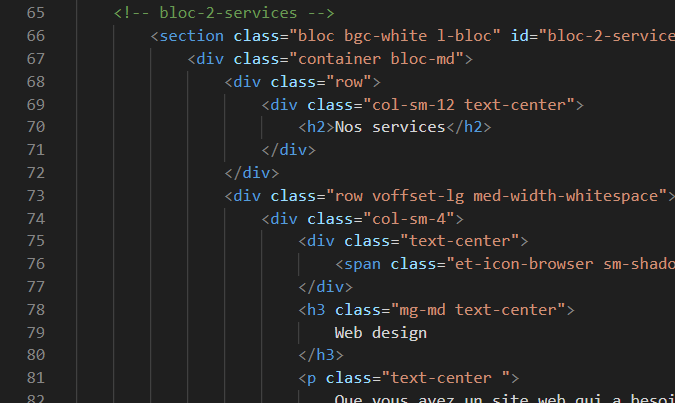 65 <!-- bloc-2-services -->
66 <section class="bloc bgc-white l-bloc" id="bloc-2-service
67 <div class="container bloc-md">
68 <div class="row">
69 <div class="col-sm-12 text-center">
70 <h2>Nos services</h2>
71 </div>
72 </div>
73 <div class="row voffset-lg med-width-whitespace">
74 <div class="col-sm-4">
75 <div class="text-center">
76 <span class="et-icon-browser sm-shado
77 </div>
78 <h3 class="mg-md text-center">
79 Web design
80 </h3>
81 <p class="text-center ">
82 Que vous ayez un site web qui a besoi